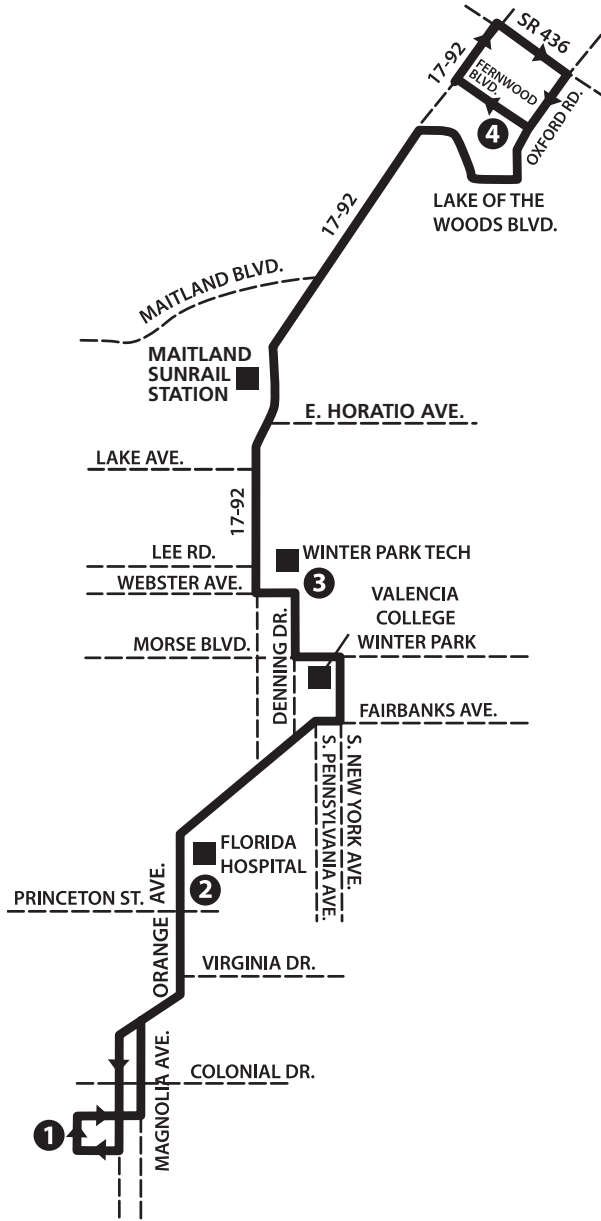 SR 436
17-92
FERNWOOD
BLVD.
OXFORD RD.
4
LAKE OF THE
WOODS BLVD.
17-92
MAITLAND BLVD.
MAITLAND
SUNRAIL
STATION
E. HORATIO AVE.
LAKE AVE.
17-92
LEE RD.
WINTER PARK TECH
WEBSTER AVE.
3
VALENCIA
COLLEGE
WINTER PARK
MORSE BLVD.
DENNING DR.
FAIRBANKS AVE.
S. PENNSYLVANIA AVE.
S. NEW YORK AVE.
FLORIDA
HOSPITAL
2
PRINCETON ST.
ORANGE AVE.
VIRGINIA DR.
MAGNOLIA AVE.
COLONIAL DR.
1